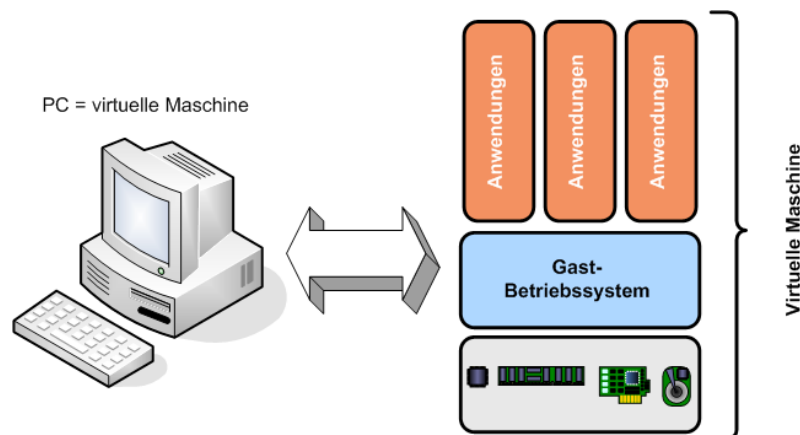 PC = virtuelle Maschine
Anwendungen
Anwendungen
Anwendungen
Gast-
Betriebssystem
Virtuelle Maschine